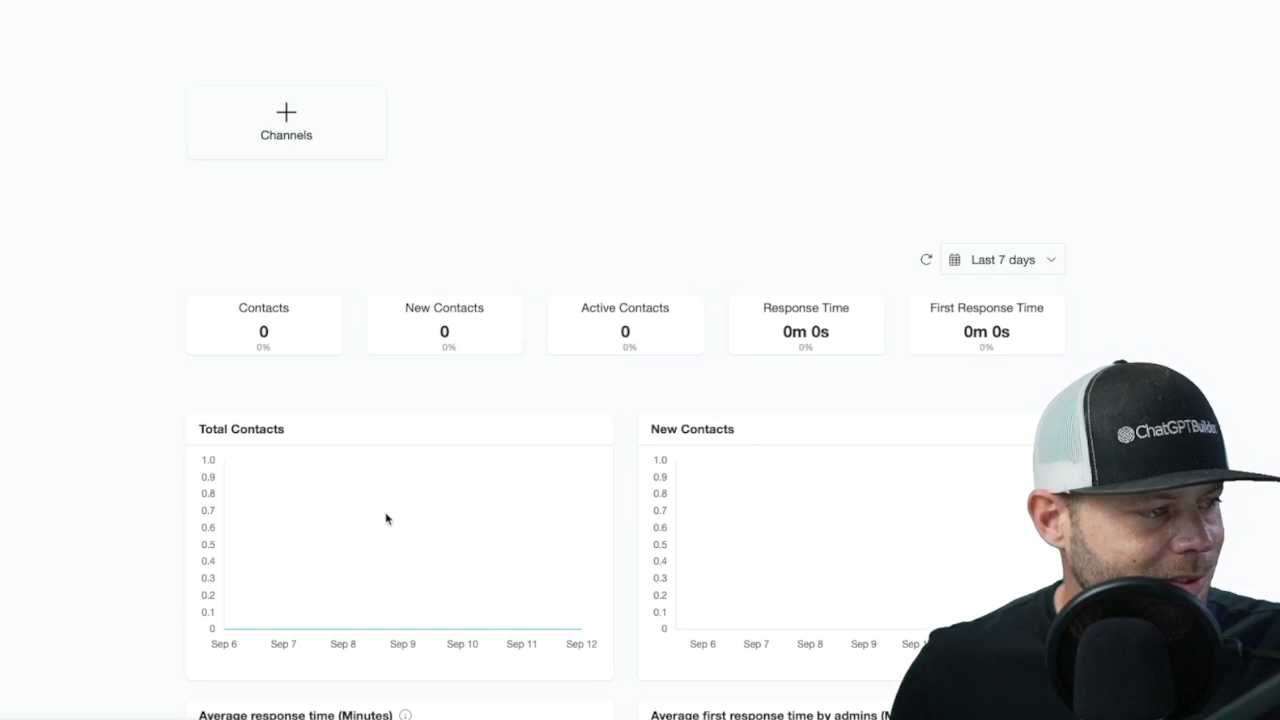 Channels
Last 7 days
Contacts
0
0%
New Contacts
0
0%
Active Contacts
0
0%
Response Time
0m 0s
0%
First Response Time
0m 0s
0%
Total Contacts
1.0
0.9
0.8
0.7
0.6
0.5
0.4
0.3
0.2
0.1
0
Sep 6 Sep 7 Sep 8 Sep 9 Sep 10 Sep 11 Sep 12
New Contacts
1.0
0.9
0.8
0.7
0.6
0.5
0.4
0.3
0.2
0.1
0
Sep 6 Sep 7 Sep 8 Sep 9 Sep
ChatGPTBuilder
Average response time (Minutes)
Average first response time by admins